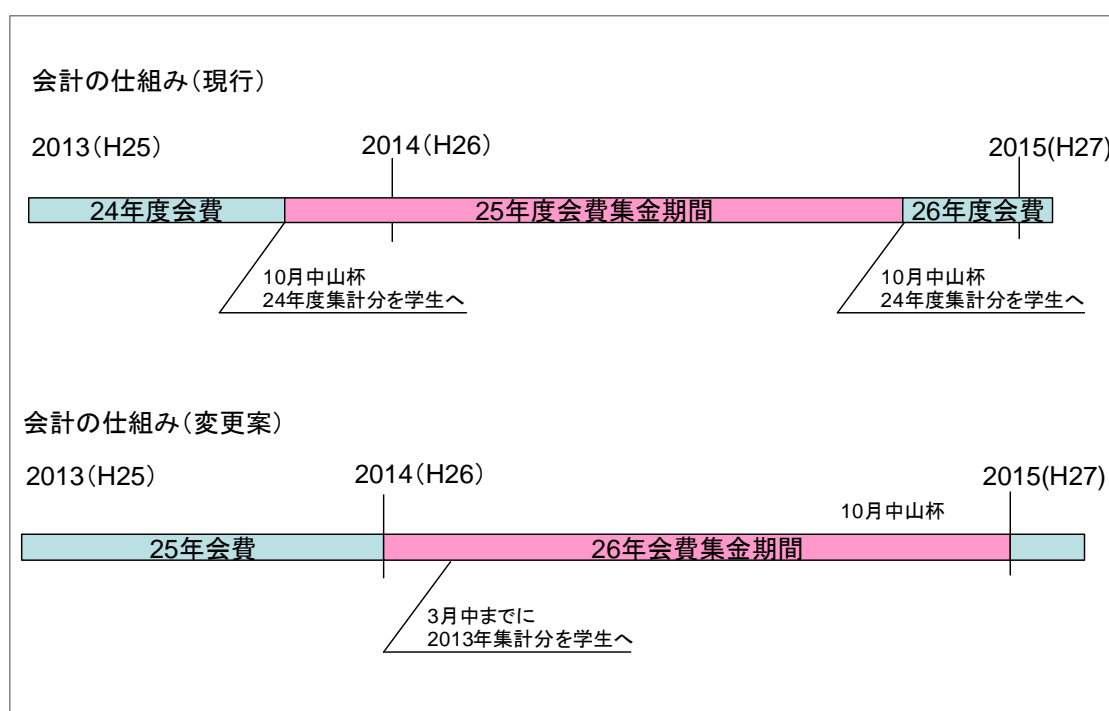 会計の仕組み（現行）
2013（H25）
2014（H26）
2015(H27)
24年度会費
25年度会費集金期間
26年度会費
10月中山杯
24年度集計分を学生へ
10月中山杯
24年度集計分を学生へ
会計の仕組み（変更案）
2013（H25）
2014（H26）
2015(H27)
10月中山杯
25年会費
26年会費集金期間
3月中までに
2013年集計分を学生へ